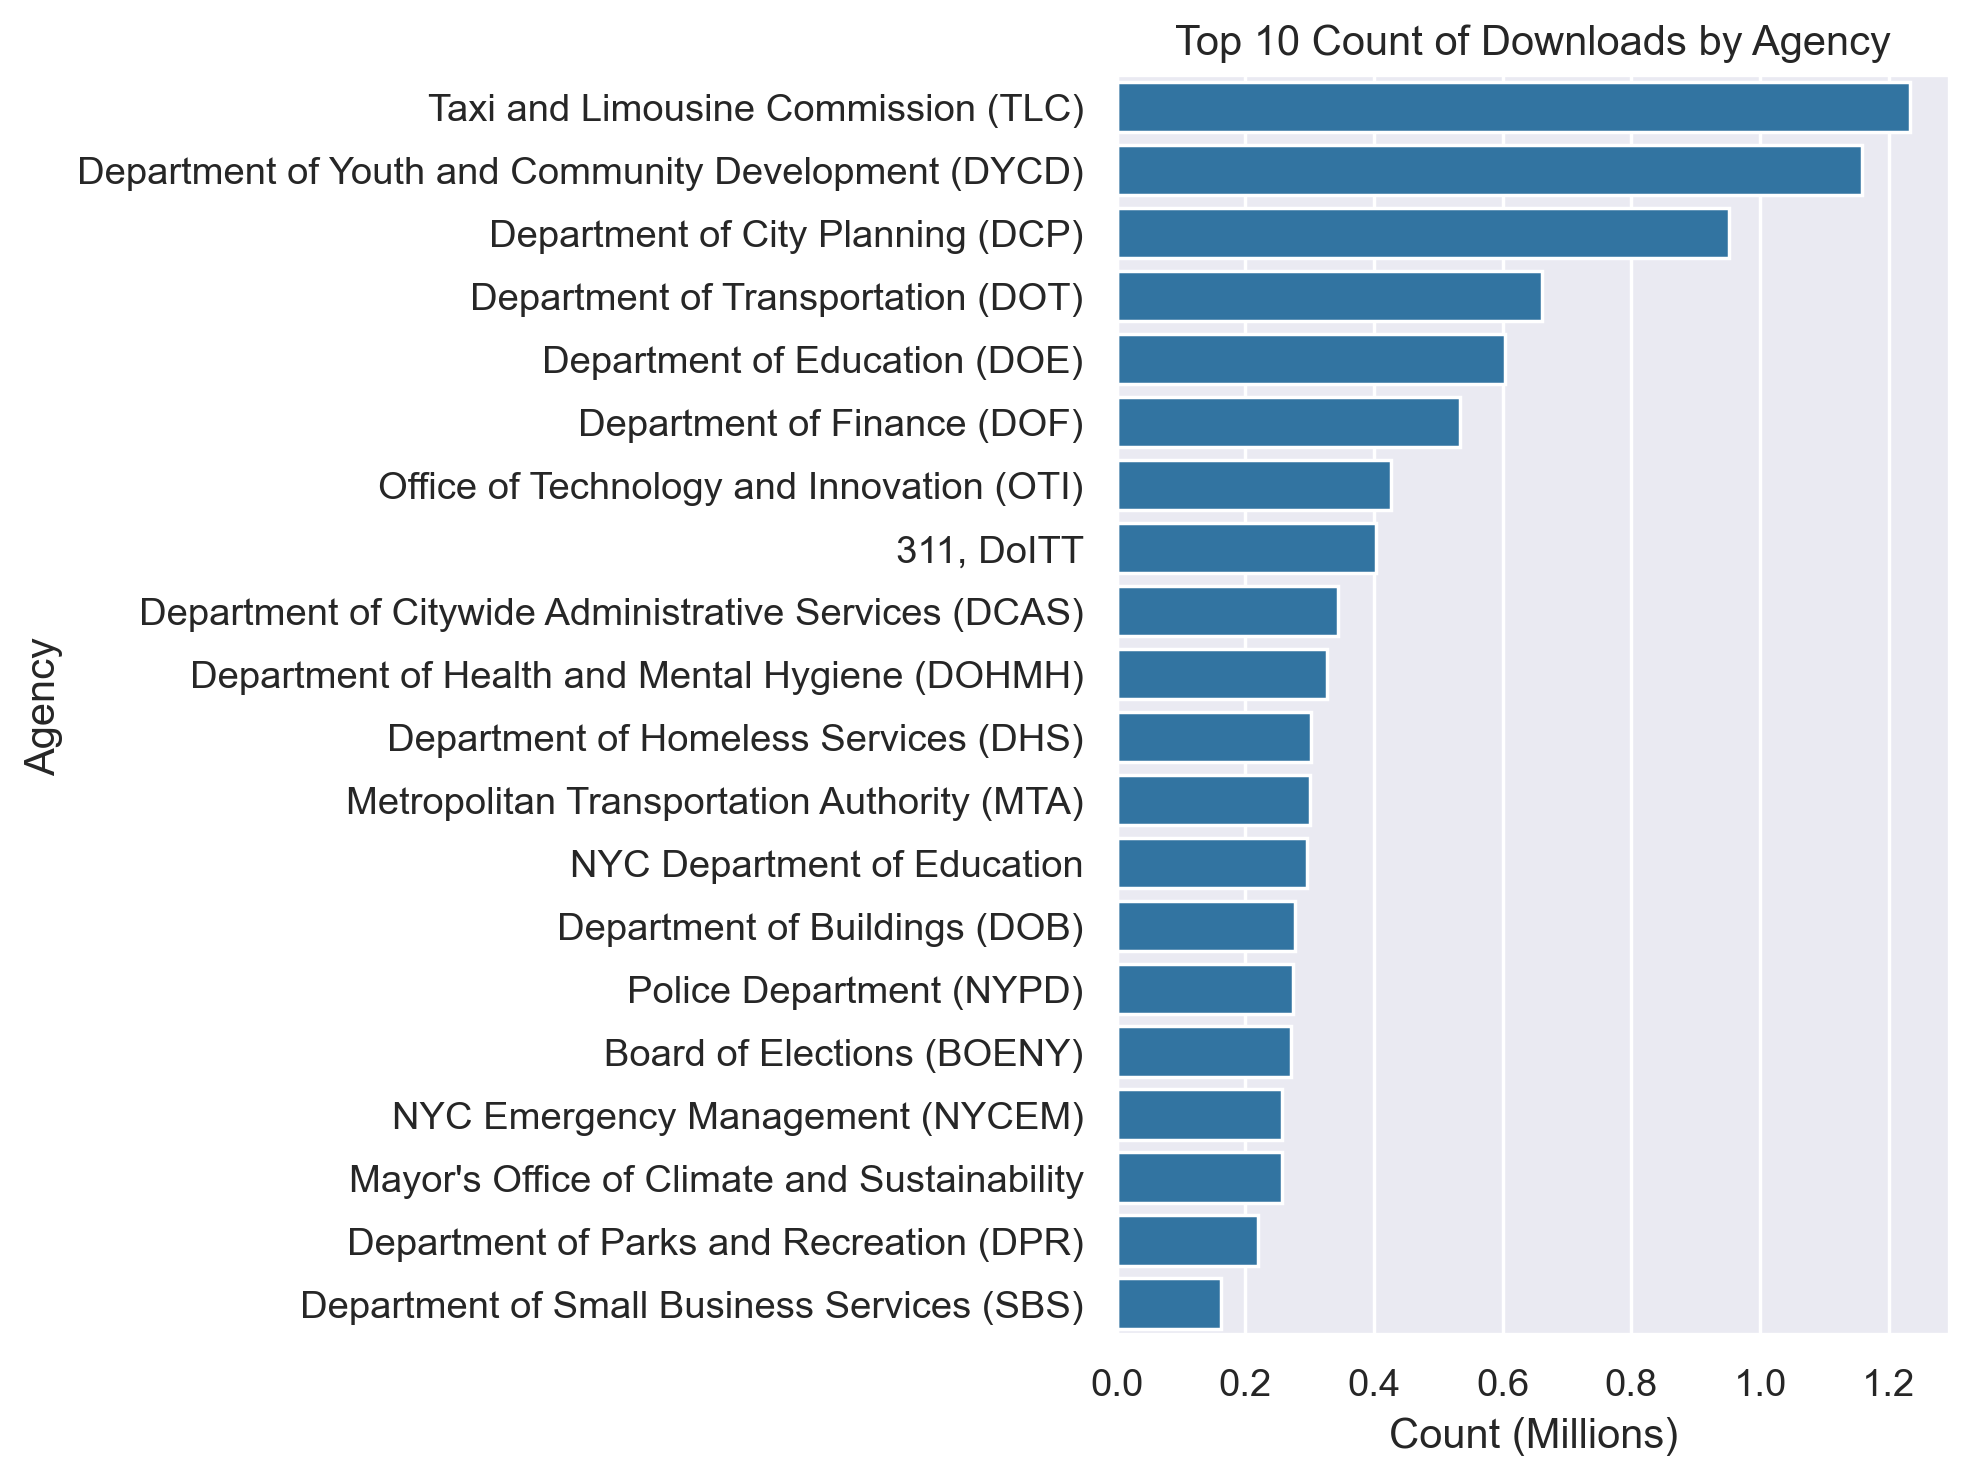 Top 10 Count of Downloads by Agency
Taxi and Limousine Commission (TLC)
Department of Youth and Community Development (DYCD)
Department of City Planning (DCP)
Department of Transportation (DOT)
Department of Education (DOE)
Department of Finance (DOF)
Office of Technology and Innovation (OTI)
311, DoITT
Department of Citywide Administrative Services (DCAS)
Department of Health and Mental Hygiene (DOHMH)
Department of Homeless Services (DHS)
Metropolitan Transportation Authority (MTA)
NYC Department of Education
Department of Buildings (DOB)
Police Department (NYPD)
Board of Elections (BOENY)
NYC Emergency Management (NYCEM)
Mayor's Office of Climate and Sustainability
Department of Parks and Recreation (DPR)
Department of Small Business Services (SBS)
Agency
0.0 0.2 0.4 0.6 0.8 1.0 1.2
Count (Millions)